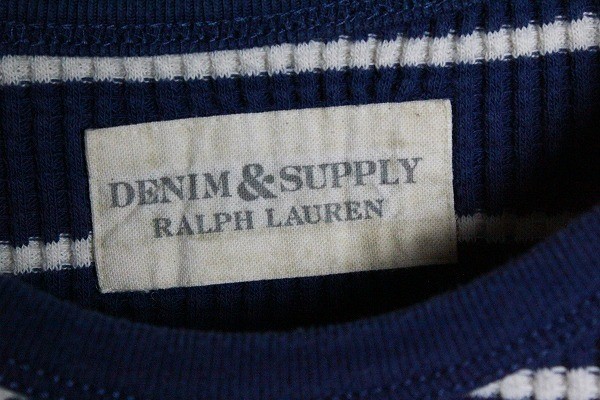 DENIM & SUPPLY
RALPH LAUREN